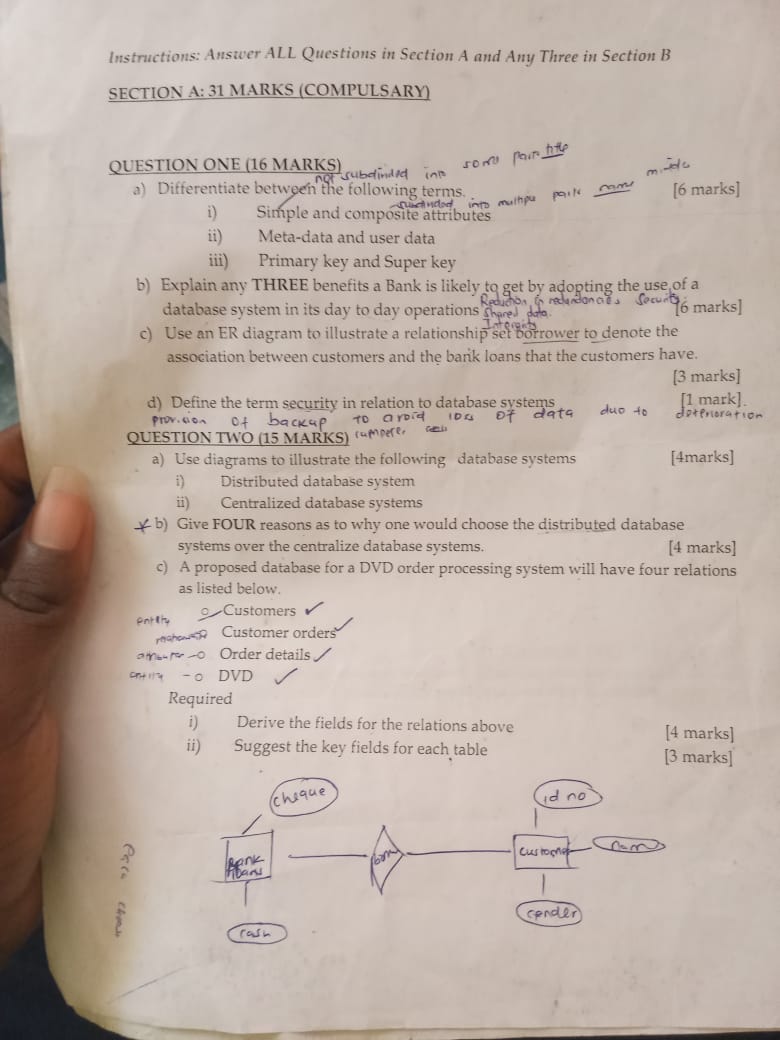 Instructions: Answer ALL Questions in Section A and Any Three in Section B
SECTION A: 31 MARKS (COMPULSARY)
QUESTION ONE (16 MARKS)
not subdivided into some parts title
a) Differentiate between the following terms. [6 marks]
subdivided into multiple parts name middle
i) Simple and composite attributes
ii) Meta-data and user data
iii) Primary key and Super key
b) Explain any THREE benefits a Bank is likely to get by adopting the use of a
Reduction in redundancies Security
database system in its day to day operations [6 marks]
Shared data.
Integrity
c) Use an ER diagram to illustrate a relationship set borrower to denote the
association between customers and the bank loans that the customers have.
[3 marks]
d) Define the term security in relation to database systems [1 mark].
provision of backup to avoid loss of data due to deterioration
QUESTION TWO (15 MARKS)
a) Use diagrams to illustrate the following database systems [4marks]
i) Distributed database system
ii) Centralized database systems
b) Give FOUR reasons as to why one would choose the distributed database
systems over the centralize database systems. [4 marks]
c) A proposed database for a DVD order processing system will have four relations
as listed below.
entity Customers
Customer orders
Order details
entity DVD
Required
i) Derive the fields for the relations above [4 marks]
ii) Suggest the key fields for each table [3 marks]
cheque
id no
Bank
customer
gender
cash